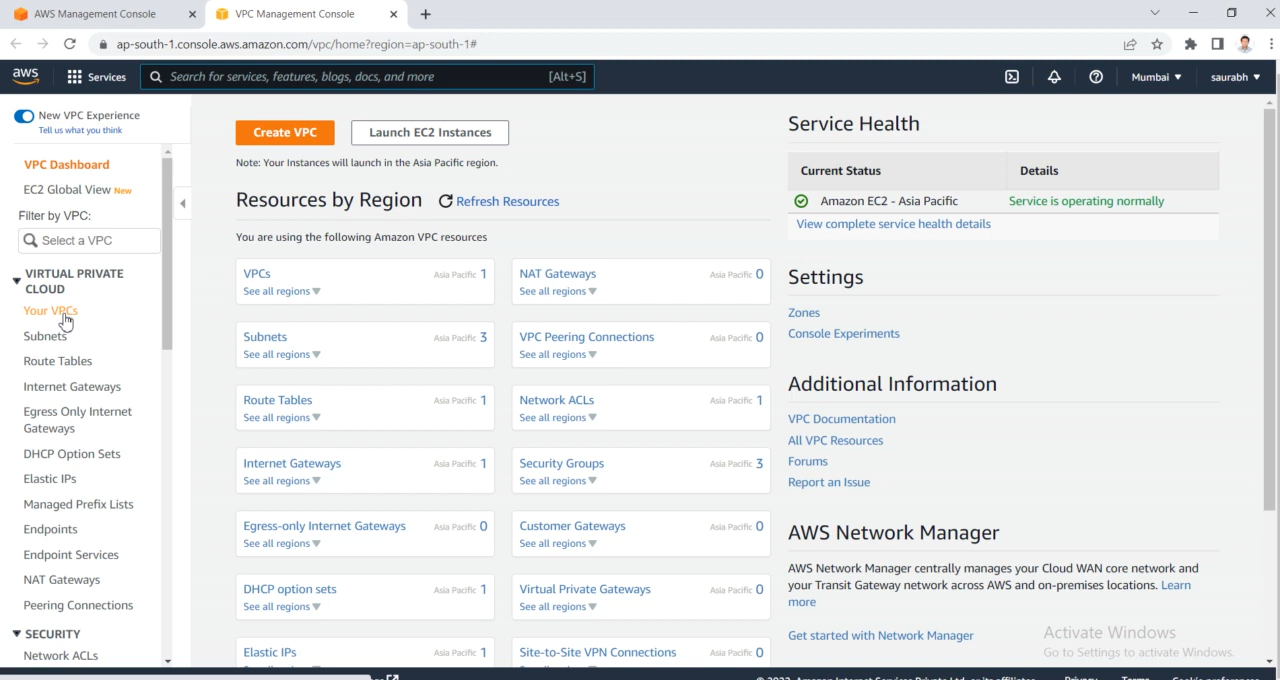 AWS Management Console
VPC Management Console
ap-south-1.console.aws.amazon.com/vpc/home?region=ap-south-1#
aws
Services
Search for services, features, blogs, docs, and more
[Alt+S]
Mumbai
saurabh
New VPC Experience
Tell us what you think
VPC Dashboard
EC2 Global View New
Filter by VPC:
Select a VPC
VIRTUAL PRIVATE
CLOUD
Your VPCs
Subnets
Route Tables
Internet Gateways
Egress Only Internet
Gateways
DHCP Option Sets
Elastic IPs
Managed Prefix Lists
Endpoints
Endpoint Services
NAT Gateways
Peering Connections
SECURITY
Network ACLs
Create VPC
Launch EC2 Instances
Note: Your Instances will launch in the Asia Pacific region.
Resources by Region
Refresh Resources
You are using the following Amazon VPC resources
VPCs Asia Pacific 1
See all regions
NAT Gateways Asia Pacific 0
See all regions
Subnets Asia Pacific 3
See all regions
VPC Peering Connections Asia Pacific 0
See all regions
Route Tables Asia Pacific 1
See all regions
Network ACLs Asia Pacific 1
See all regions
Internet Gateways Asia Pacific 1
See all regions
Security Groups Asia Pacific 3
See all regions
Egress-only Internet Gateways Asia Pacific 0
See all regions
Customer Gateways Asia Pacific 0
See all regions
DHCP option sets Asia Pacific 1
See all regions
Virtual Private Gateways Asia Pacific 0
See all regions
Elastic IPs Asia Pacific 1
Site-to-Site VPN Connections Asia Pacific 0
Service Health
Current Status
Details
Amazon EC2 - Asia Pacific
Service is operating normally
View complete service health details
Settings
Zones
Console Experiments
Additional Information
VPC Documentation
All VPC Resources
Forums
Report an Issue
AWS Network Manager
AWS Network Manager centrally manages your Cloud WAN core network and
your Transit Gateway network across AWS and on-premises locations. Learn
more
Get started with Network Manager
Activate Windows
Go to Settings to activate Windows.